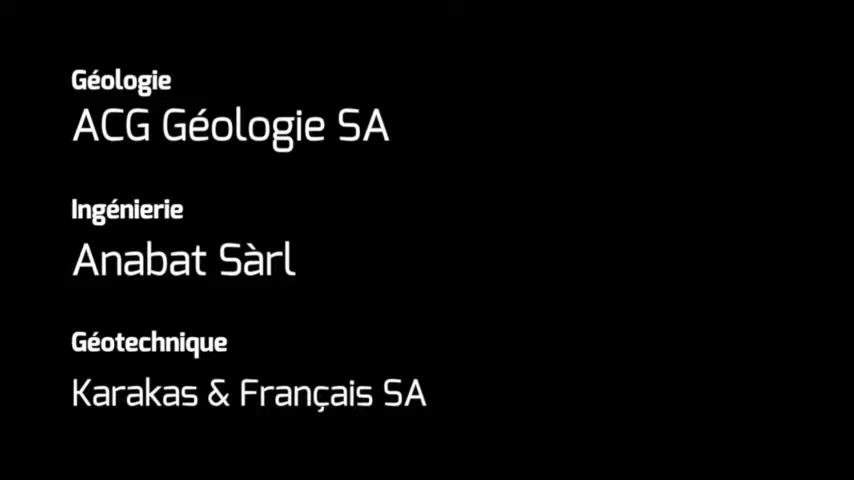 Géologie
ACG Géologie SA
Ingénierie
Anabat Sàrl
Géotechnique
Karakas & Français SA